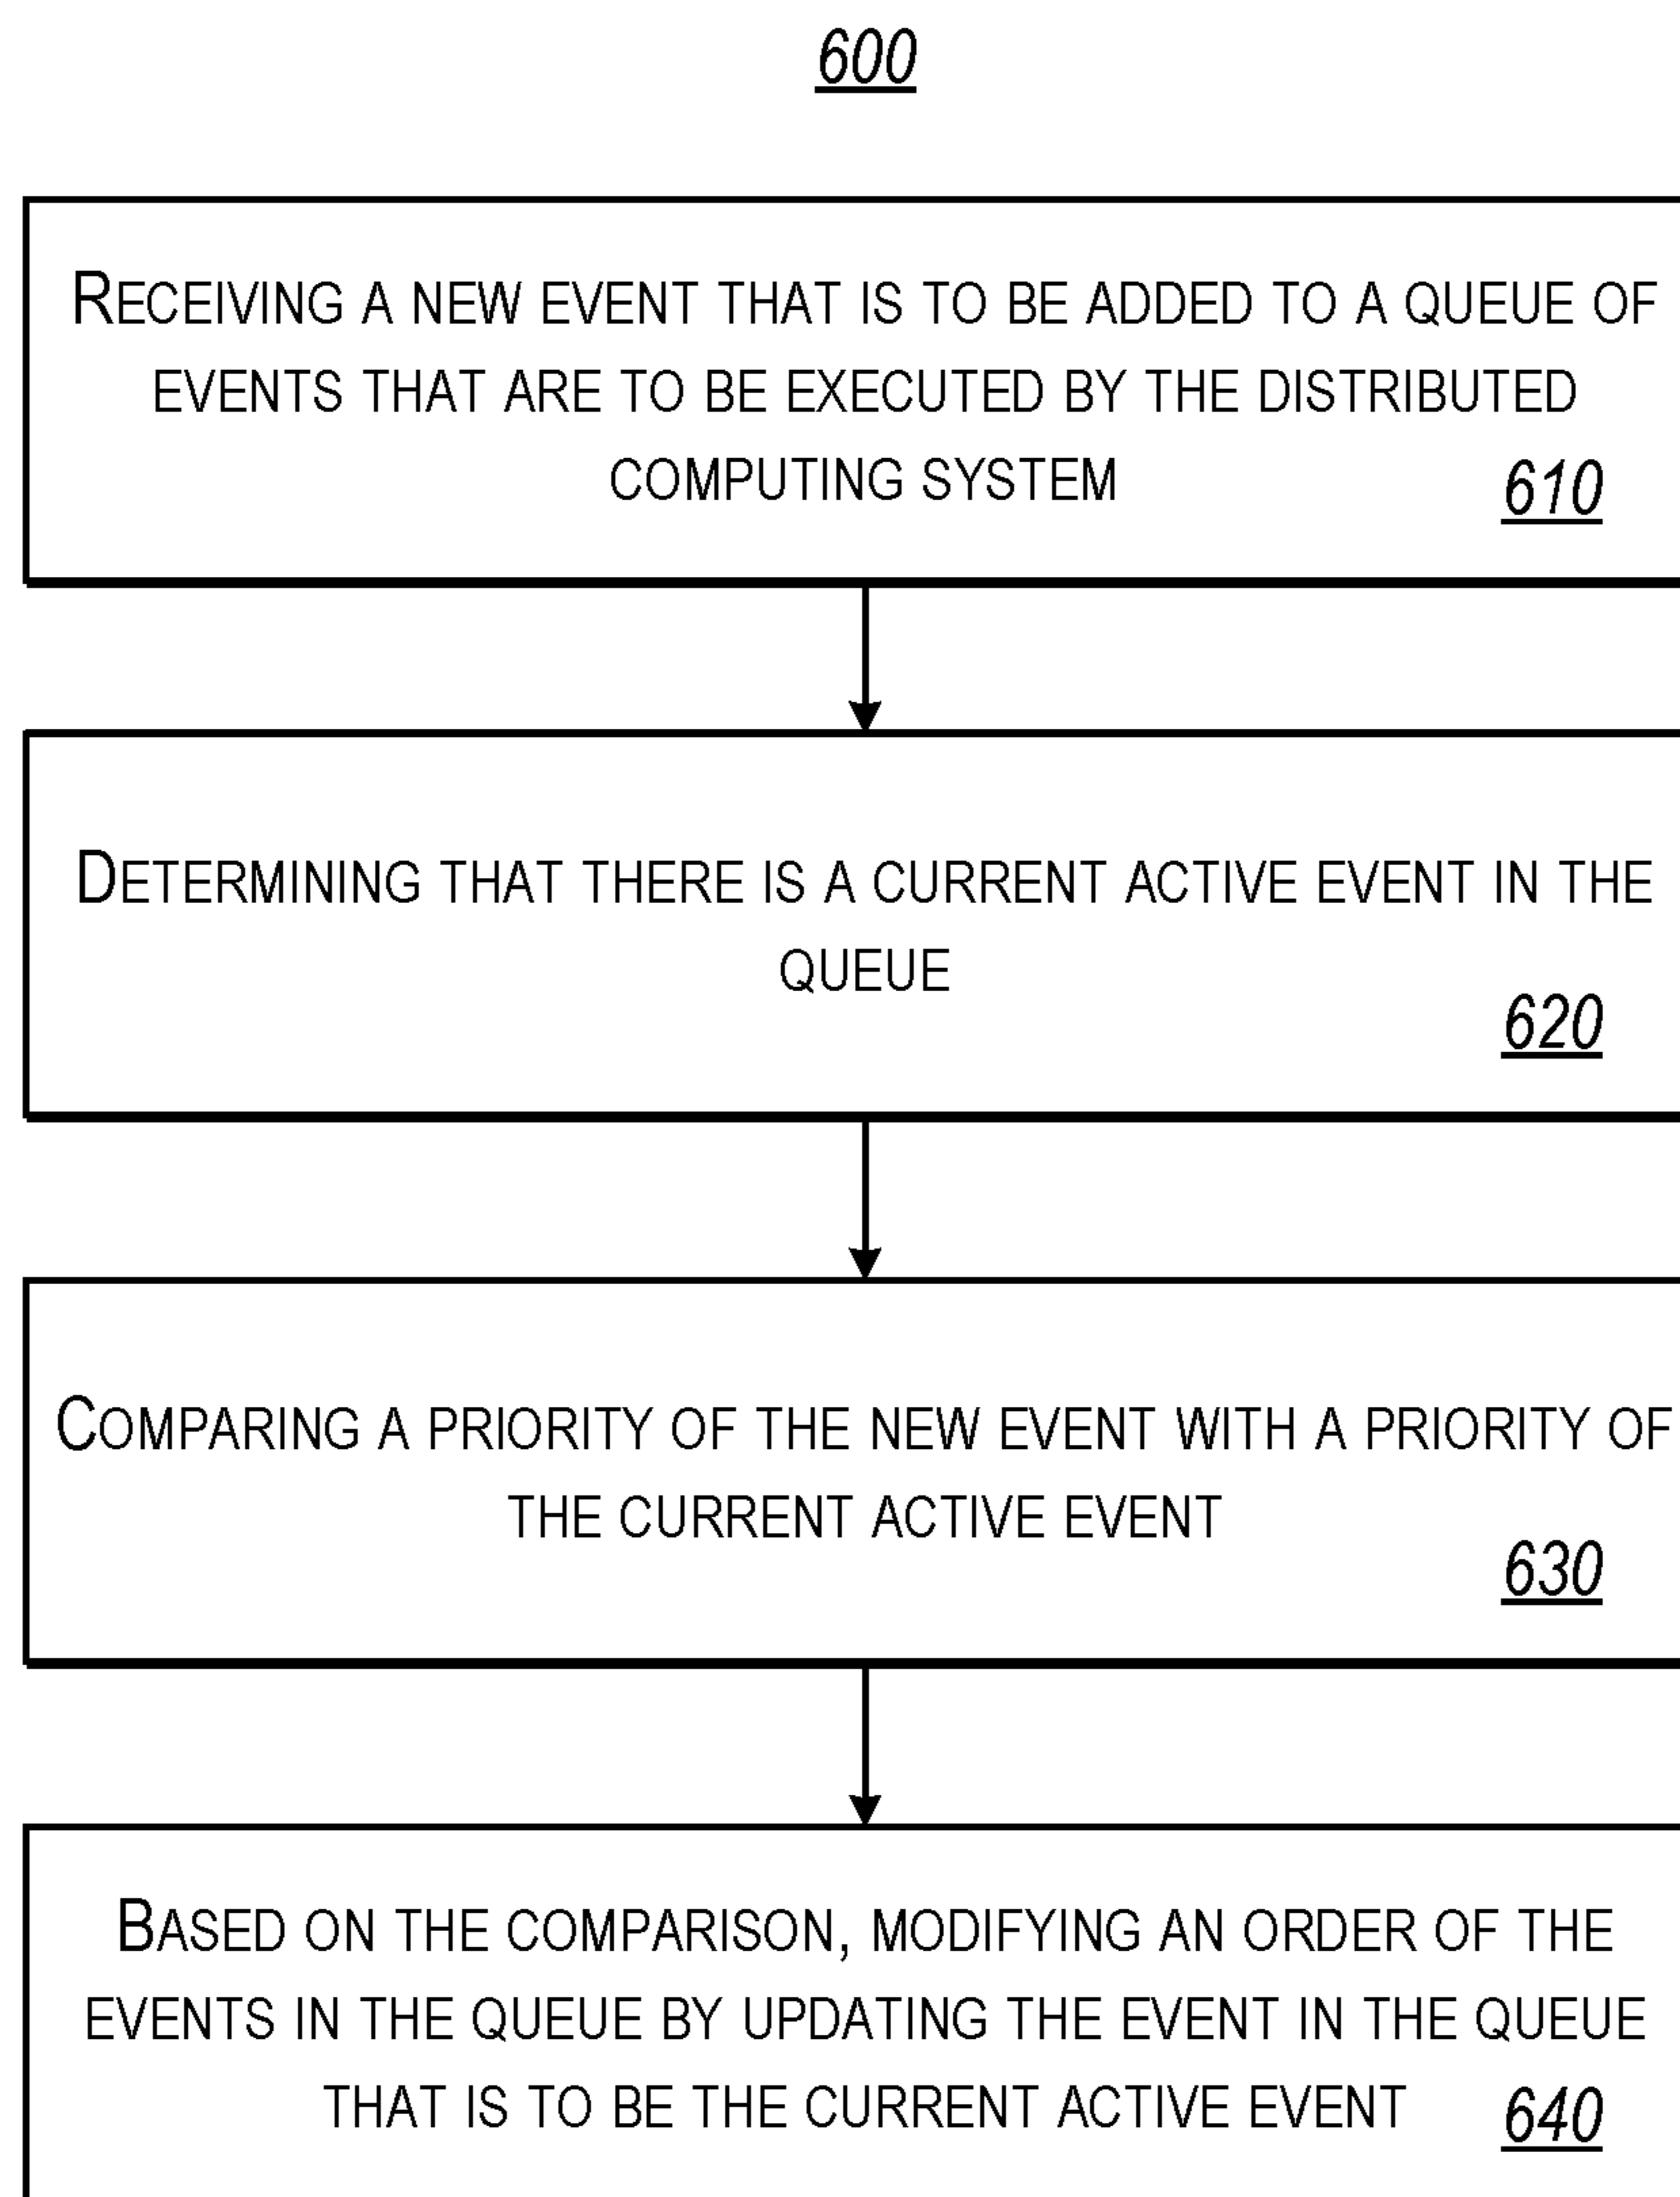 600
RECEIVING A NEW EVENT THAT IS TO BE ADDED TO A QUEUE OF
EVENTS THAT ARE TO BE EXECUTED BY THE DISTRIBUTED
COMPUTING SYSTEM
610
DETERMINING THAT THERE IS A CURRENT ACTIVE EVENT IN THE
QUEUE
620
COMPARING A PRIORITY OF THE NEW EVENT WITH A PRIORITY OF
THE CURRENT ACTIVE EVENT
630
BASED ON THE COMPARISON, MODIFYING AN ORDER OF THE
EVENTS IN THE QUEUE BY UPDATING THE EVENT IN THE QUEUE
THAT IS TO BE THE CURRENT ACTIVE EVENT
640